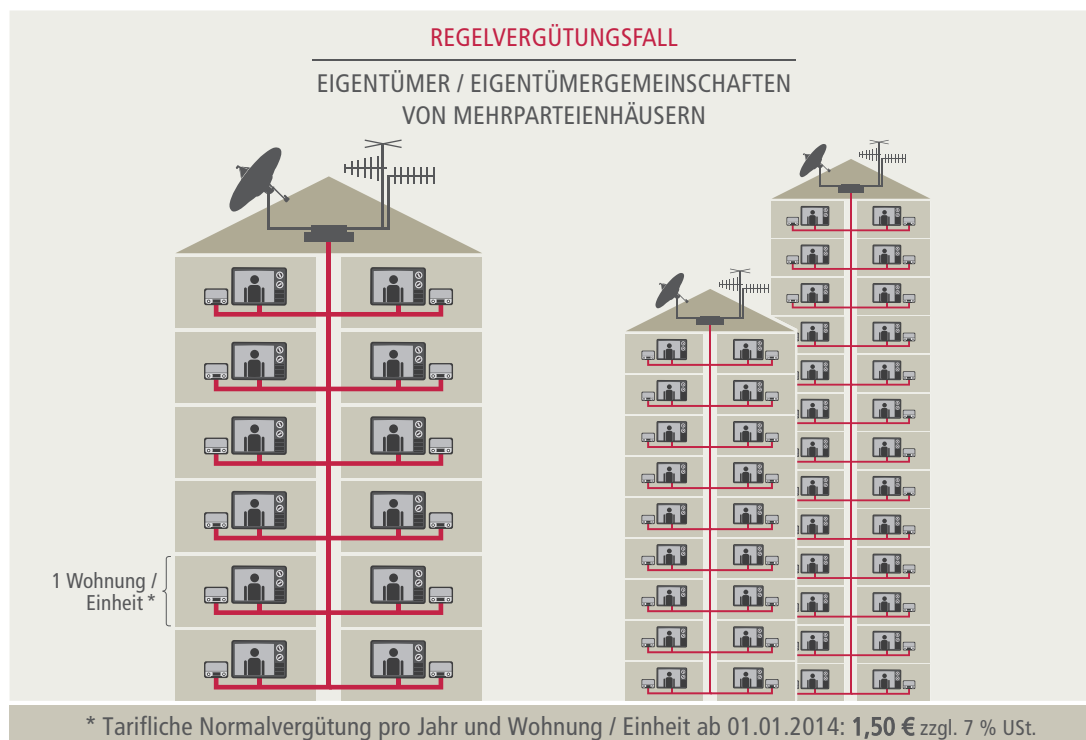 REGELVERGÜTUNGSFALL
EIGENTÜMER / EIGENTÜMERGEMEINSCHAFTEN
VON MEHRPARTEIENHÄUSERN
1 Wohnung /
Einheit *
* Tarifliche Normalvergütung pro Jahr und Wohnung / Einheit ab 01.01.2014: 1,50 € zzgl. 7 % USt.